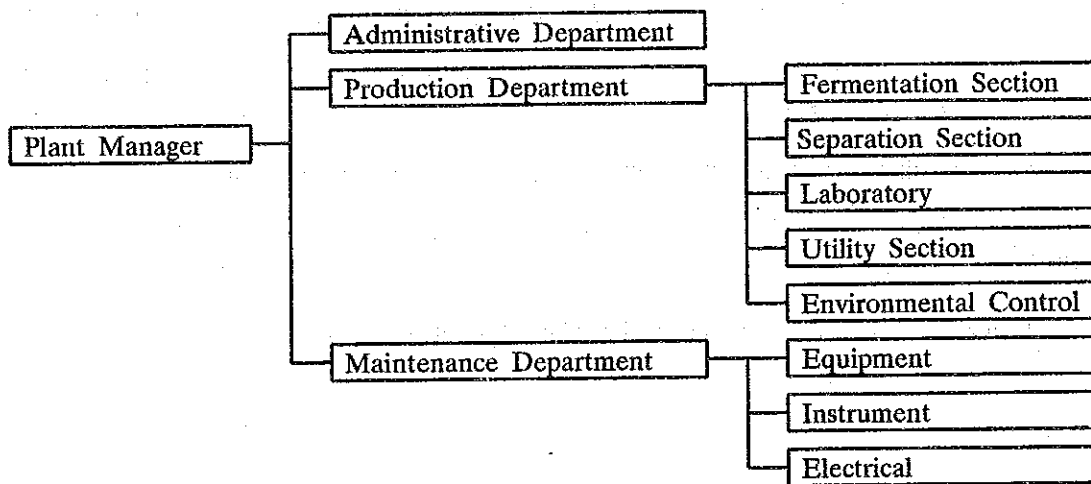 Administrative Department
Production Department
Fermentation Section
Separation Section
Plant Manager
Laboratory
Utility Section
Environmental Control
Maintenance Department
Equipment
Instrument
Electrical